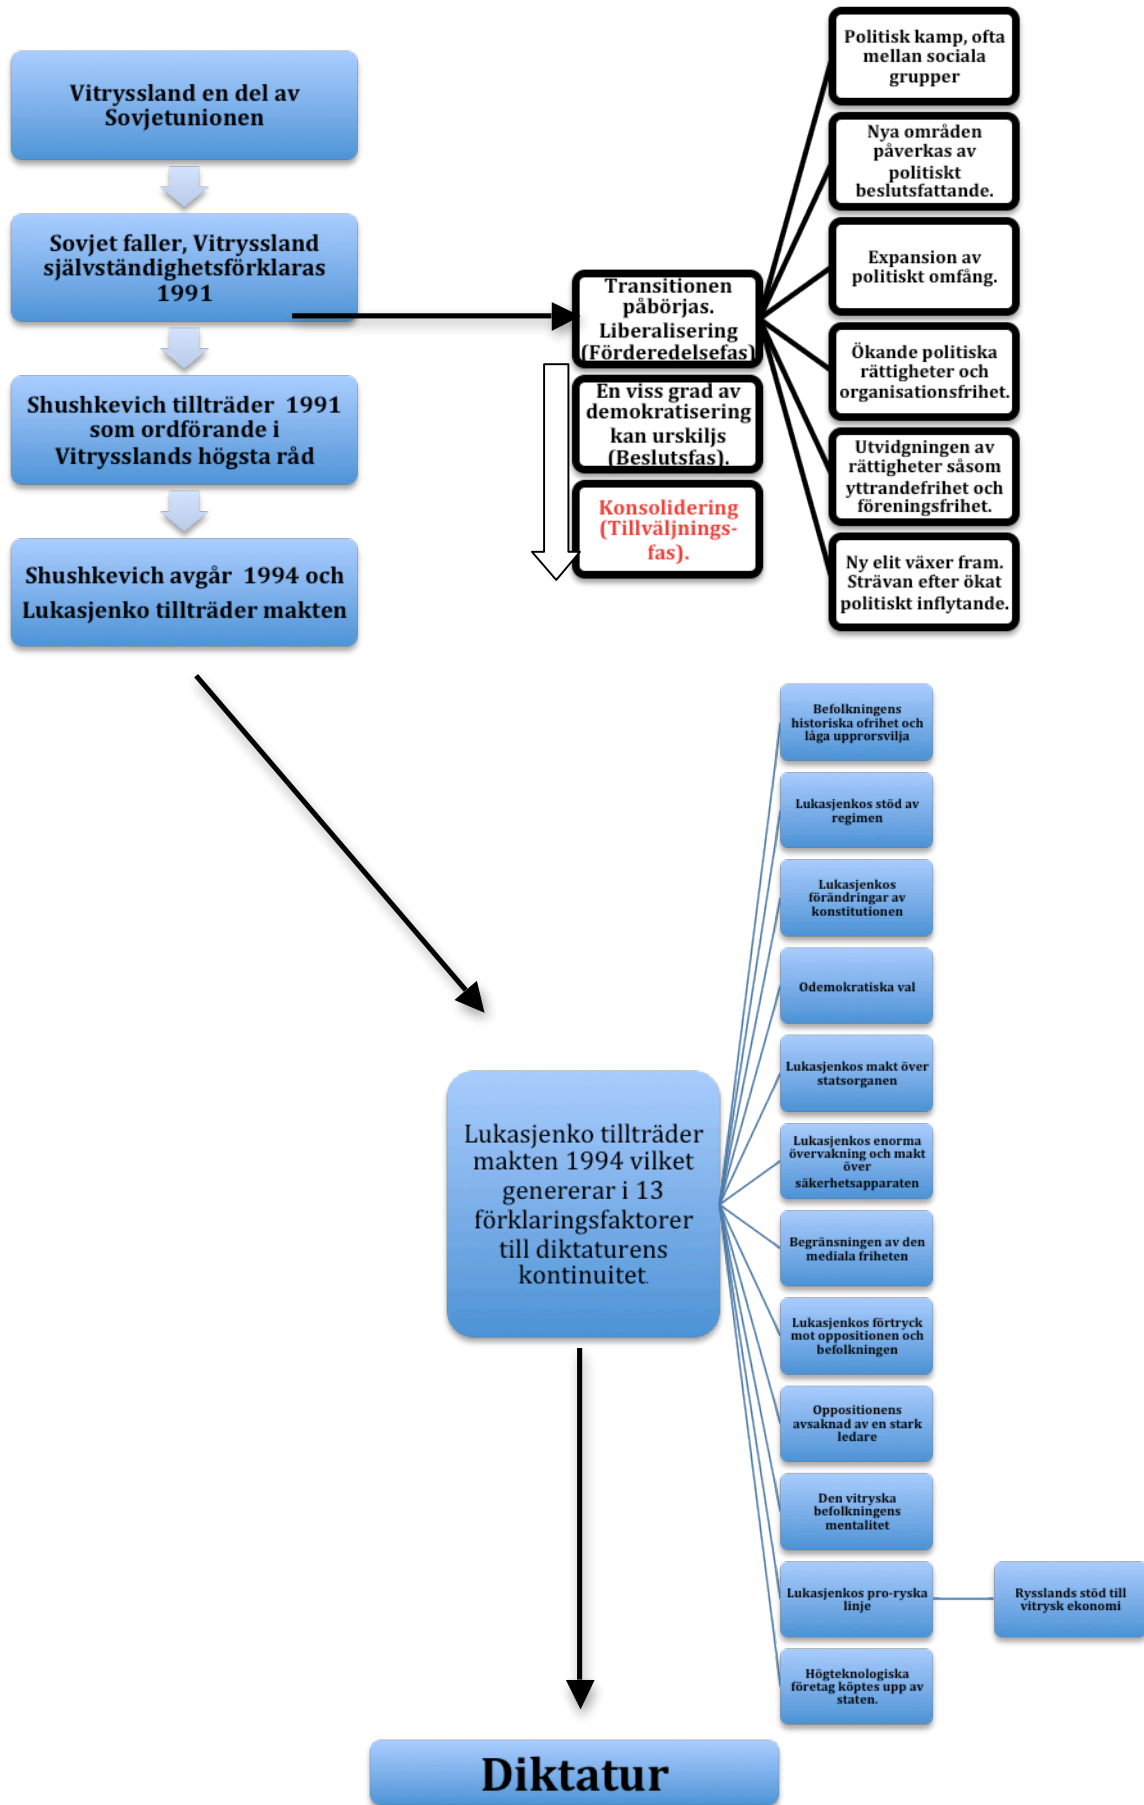 Vitryssland en del av
Sovjetunionen
Sovjet faller, Vitryssland
självständighetsförklaras
1991
Shushkevich tillträder 1991
som ordförande i
Vitrysslands högsta råd
Shushkevich avgår 1994 och
Lukasjenko tillträder makten
Transitionen
påbörjas.
Liberalisering
(Förderedelsefas)
En viss grad av
demokratisering
kan urskiljs
(Beslutsfas).
Konsolidering
(Tillväljnings-
fas).
Politisk kamp, ofta
mellan sociala
grupper
Nya områden
påverkas av
politiskt
beslutsfattande.
Expansion av
politiskt omfång.
Ökande politiska
rättigheter och
organisationsfrihet.
Utvidgningen av
rättigheter såsom
yttrandefrihet och
föreningsfrihet.
Ny elit växer fram.
Strävan efter ökat
politiskt inflytande.
Lukasjenko tillträder
makten 1994 vilket
genererar i 13
förklaringsfaktorer
till diktaturens
kontinuitet.
Befolkningens
historiska ofrihet och
låga upprorsvilja
Lukasjenkos stöd av
regimen
Lukasjenkos
förändringar av
konstitutionen
Odemokratiska val
Lukasjenkos makt över
statsorganen
Lukasjenkos enorma
övervakning och makt
över
säkerhetsapparaten
Begränsningen av den
mediala friheten
Lukasjenkos förtryck
mot oppositionen och
befolkningen
Oppositionens
avsaknad av en stark
ledare
Den vitryska
befolkningens
mentalitet
Lukasjenkos pro-ryska
linje
Rysslands stöd till
vitrysk ekonomi
Högteknologiska
företag köptes upp av
staten.
Diktatur